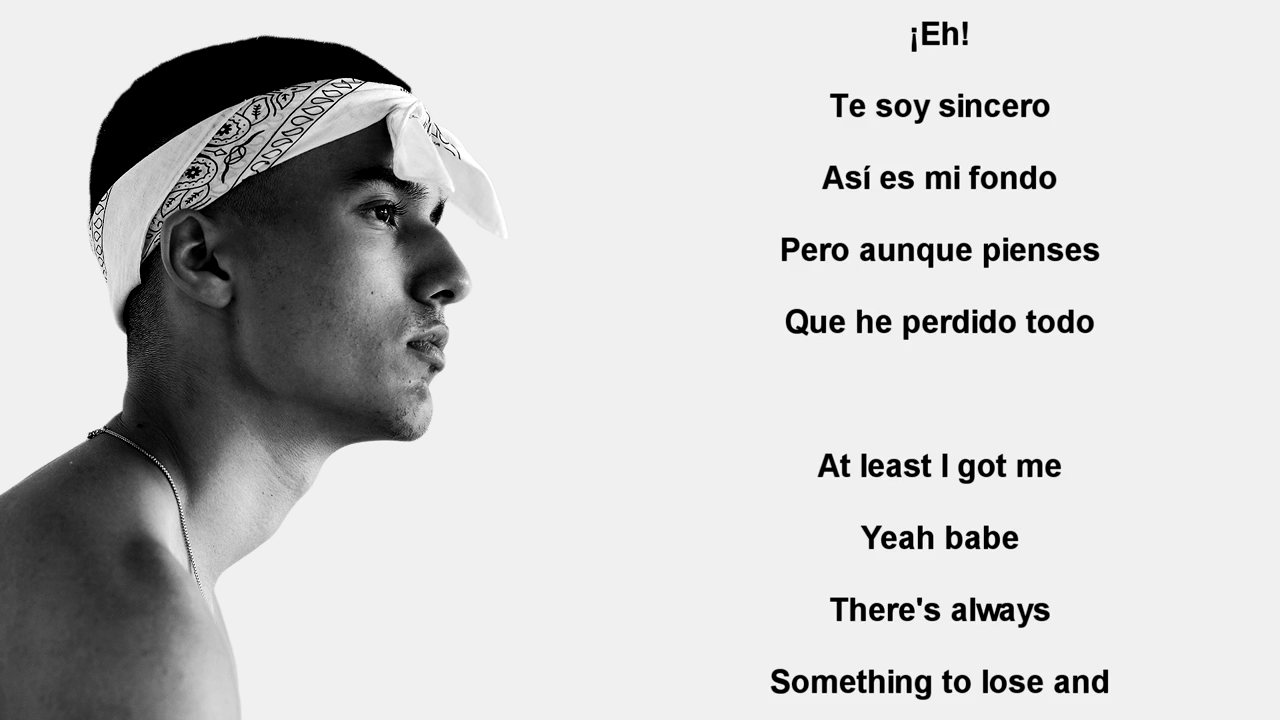 ¡Eh!
Te soy sincero
Así es mi fondo
Pero aunque pienses
Que he perdido todo
At least I got me
Yeah babe
There's always
Something to lose and